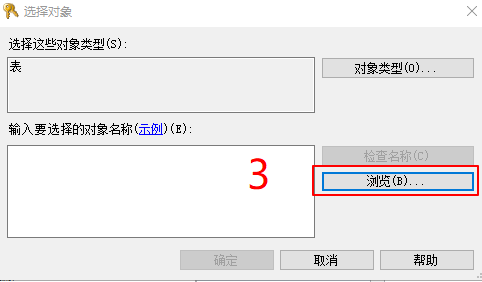 选择对象
选择这些对象类型(S):
表
对象类型(O)...
输入要选择的对象名称(示例)(E):
3
检查名称(C)
浏览(B)...
确定
取消
帮助